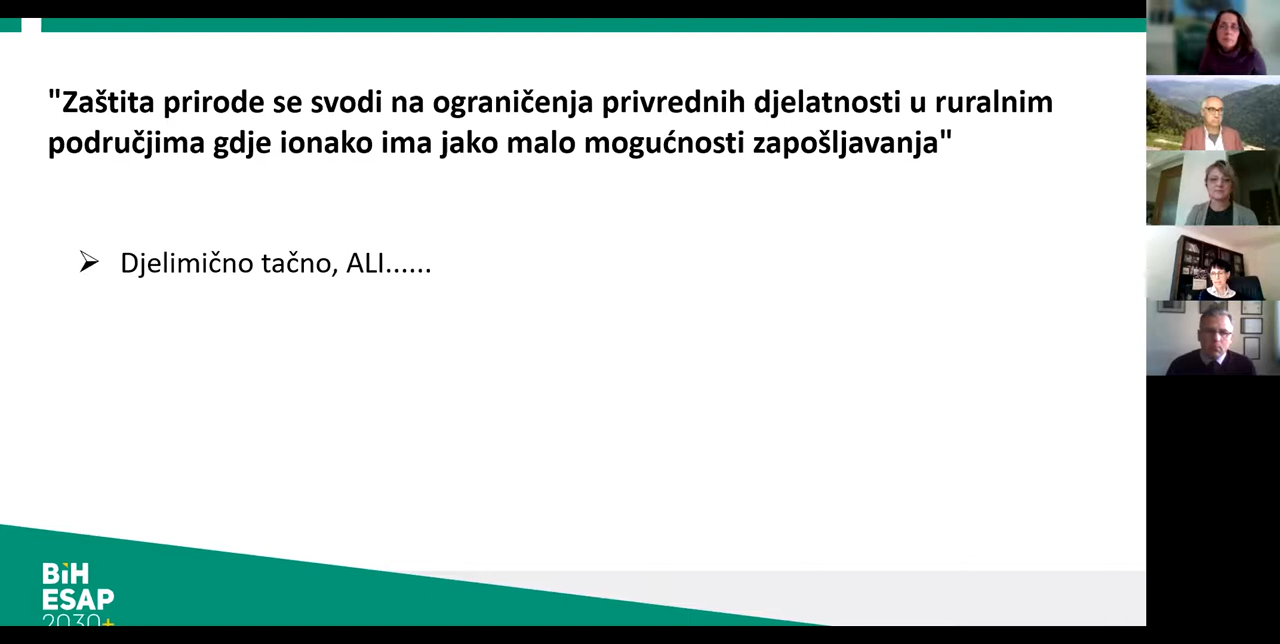 "Zaštita prirode se svodi na ograničenja privrednih djelatnosti u ruralnim
područjima gdje ionako ima jako malo mogućnosti zapošljavanja"
Djelimično tačno, ALI......
BiH
ESAP
2030+